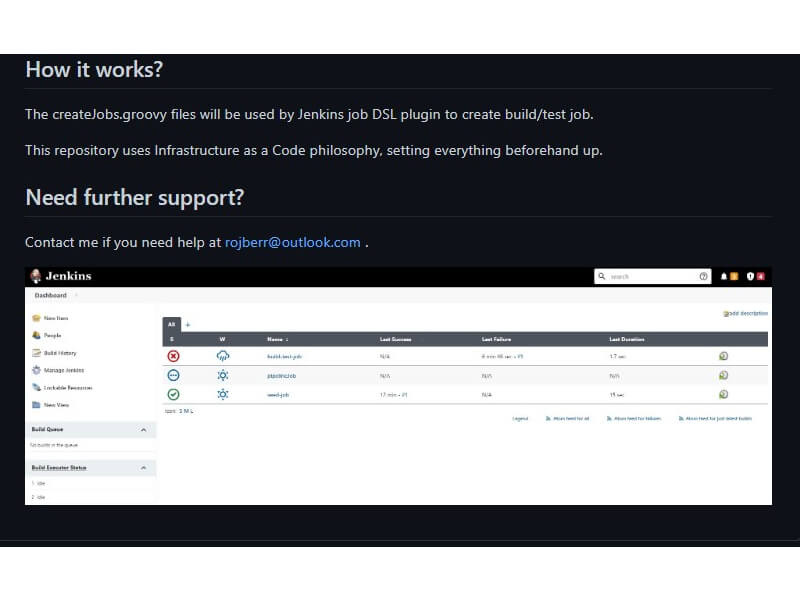 How it works?
The createJobs.groovy files will be used by Jenkins job DSL plugin to create build/test job.
This repository uses Infrastructure as a Code philosophy, setting everything beforehand up.
Need further support?
Contact me if you need help at rojberr@outlook.com .
Jenkins
search
Dashboard
add description
New Item
People
Build History
Manage Jenkins
Lockable Resources
New View
All +
S W Name ↓ Last Success Last Failure Last Duration
build-test-job N/A 1.7 sec
pipelineJob N/A N/A N/A
seed-job 17 min - #1 N/A 15 sec
Icon: S M L
Legend Atom feed for all Atom feed for failures Atom feed for just latest builds
Build Queue
No builds in the queue.
Build Executor Status
1 Idle
2 Idle